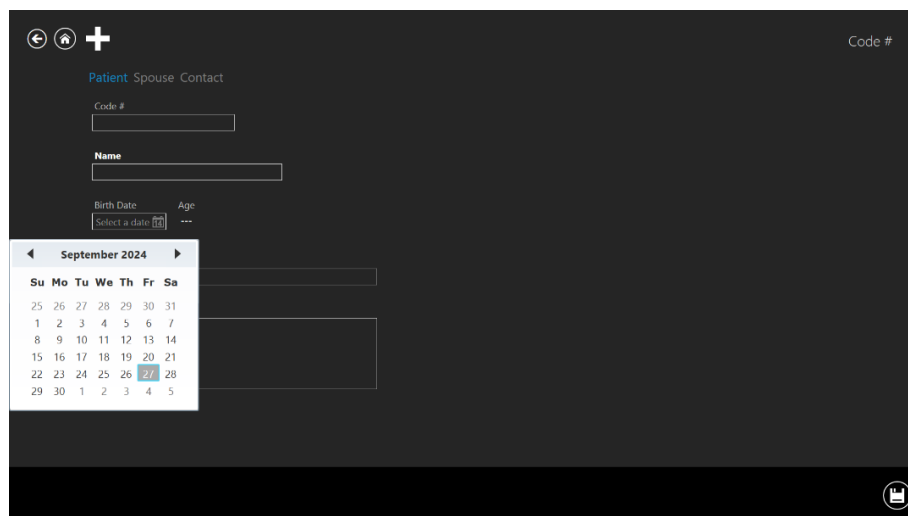 Code #
Patient Spouse Contact
Code #
Name
Birth Date Age
Select a date 14 ---
September 2024
Su Mo Tu We Th Fr Sa
25 26 27 28 29 30 31
1 2 3 4 5 6 7
8 9 10 11 12 13 14
15 16 17 18 19 20 21
22 23 24 25 26 27 28
29 30 1 2 3 4 5